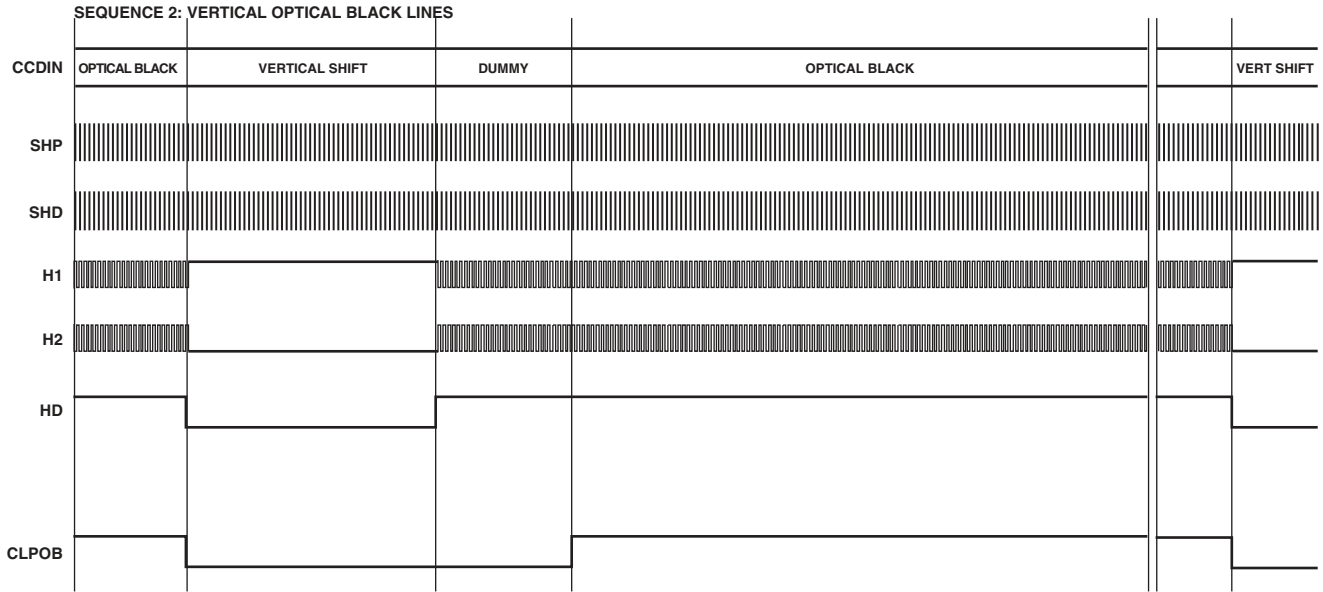 SEQUENCE 2: VERTICAL OPTICAL BLACK LINES
CCDIN OPTICAL BLACK VERTICAL SHIFT DUMMY OPTICAL BLACK VERT SHIFT
SHP
SHD
H1
H2
HD
CLPOB